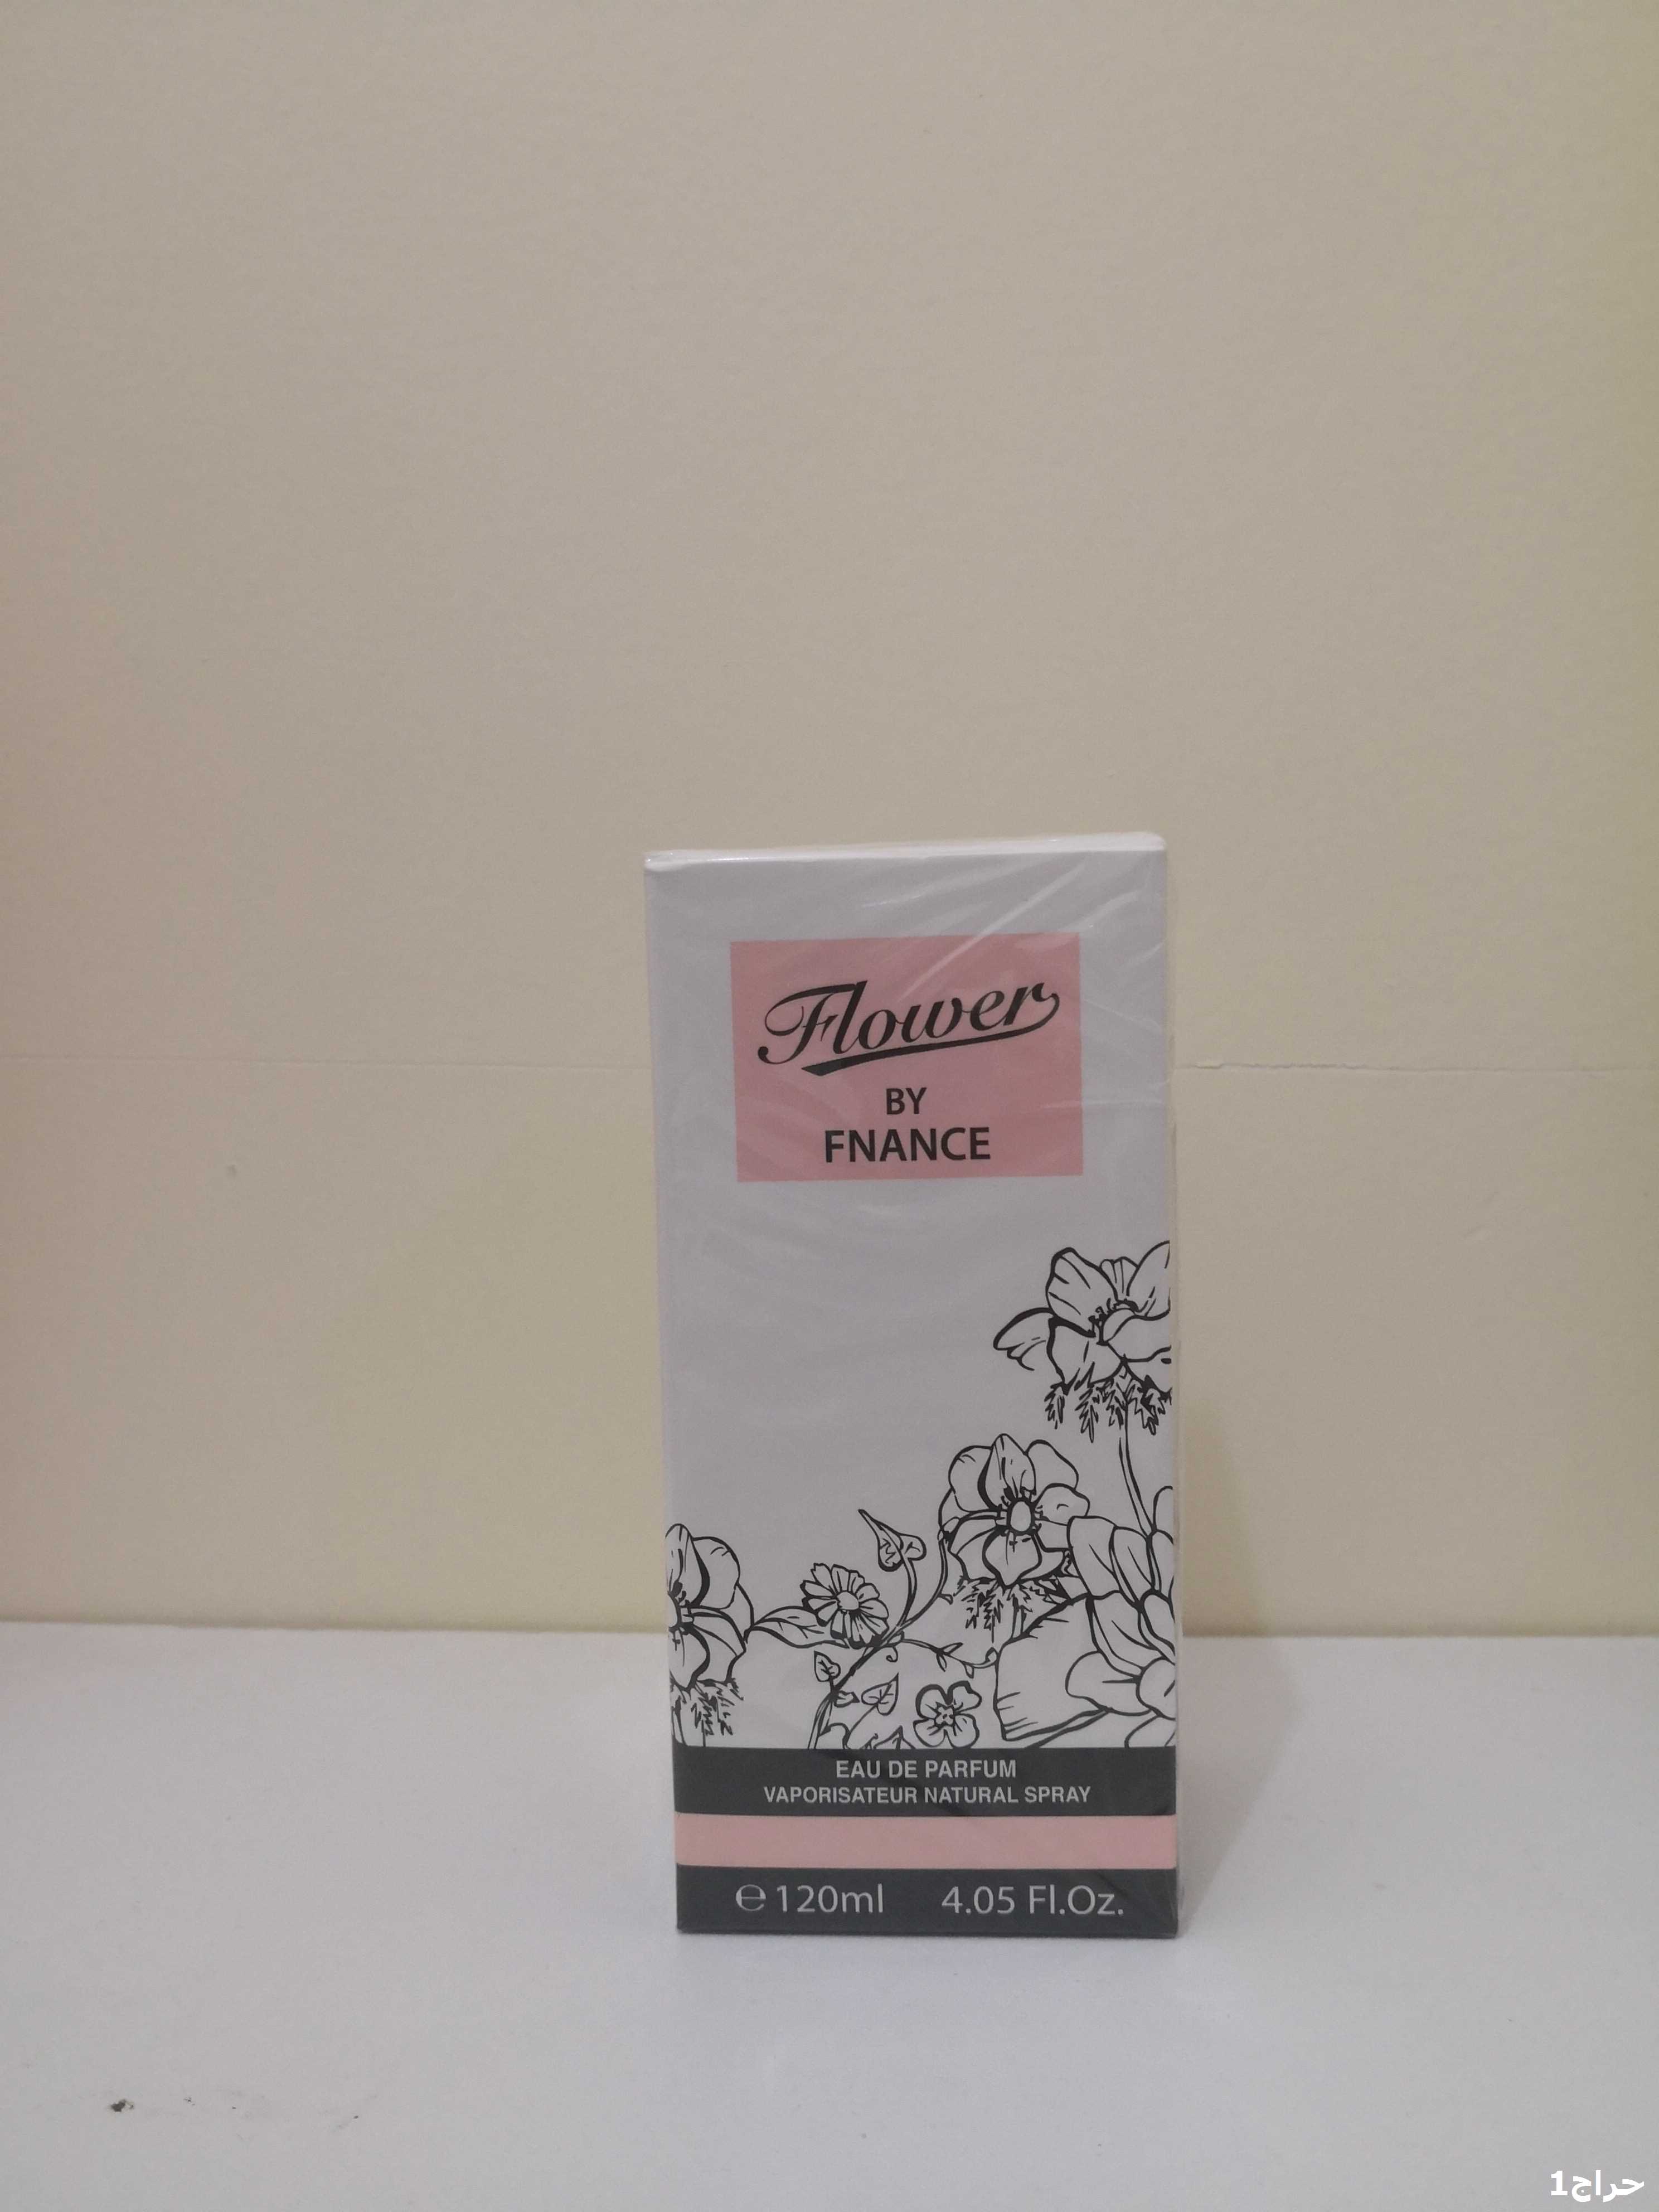 Flower
BY
FNANCE
EAU DE PARFUM
VAPORISATEUR NATURAL SPRAY
℮ 120ml 4.05 Fl.Oz.
حراج1